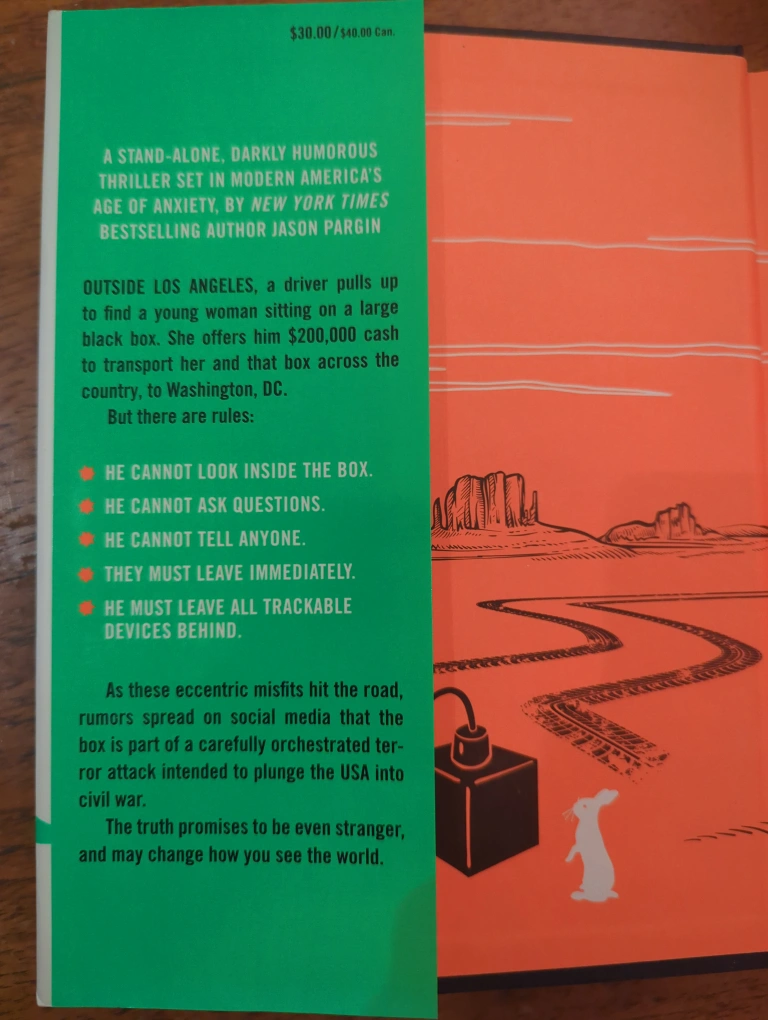 $30.00/$40.00 Can.
A STAND-ALONE, DARKLY HUMOROUS
THRILLER SET IN MODERN AMERICA'S
AGE OF ANXIETY, BY NEW YORK TIMES
BESTSELLING AUTHOR JASON PARGIN
OUTSIDE LOS ANGELES, a driver pulls up
to find a young woman sitting on a large
black box. She offers him $200,000 cash
to transport her and that box across the
country, to Washington, DC.
But there are rules:
HE CANNOT LOOK INSIDE THE BOX.
HE CANNOT ASK QUESTIONS.
HE CANNOT TELL ANYONE.
THEY MUST LEAVE IMMEDIATELY.
HE MUST LEAVE ALL TRACKABLE
DEVICES BEHIND.
As these eccentric misfits hit the road,
rumors spread on social media that the
box is part of a carefully orchestrated ter-
ror attack intended to plunge the USA into
civil war.
The truth promises to be even stranger,
and may change how you see the world.